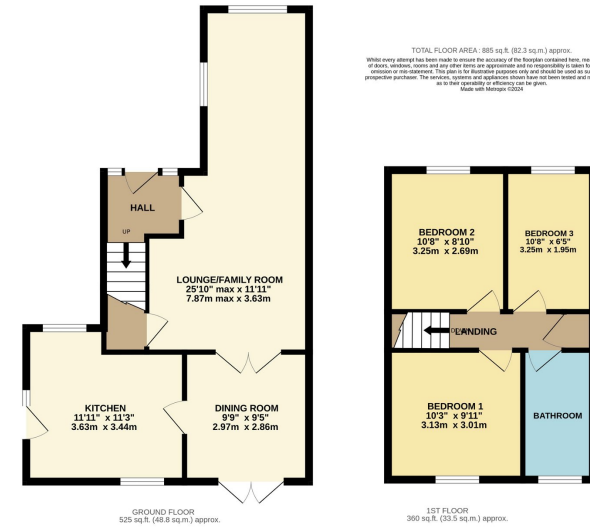 TOTAL FLOOR AREA : 885 sq.ft. (82.3 sq.m.) approx.
Whilst every attempt has been made to ensure the accuracy of the floorplan contained here,
of doors, windows, rooms and any other items are approximate and no responsibility is taken
omission or mis-statement. This plan is for illustrative purposes only and should be used as
prospective purchaser. The services, systems and appliances shown have not been tested and
as to their operability or efficiency can be given.
Made with Metropix ©2024
HALL
UP
LOUNGE/FAMILY ROOM
25'10" max x 11'11"
7.87m max x 3.63m
KITCHEN
11'11" x 11'3"
3.63m x 3.44m
DINING ROOM
9'9" x 9'5"
2.97m x 2.86m
GROUND FLOOR
525 sq.ft. (48.8 sq.m.) approx.
BEDROOM 2
10'8" x 8'10"
3.25m x 2.69m
BEDROOM 3
10'8" x 6'5"
3.25m x 1.95m
LANDING
BEDROOM 1
10'3" x 9'11"
3.13m x 3.01m
BATHROOM
1ST FLOOR
360 sq.ft. (33.5 sq.m.) approx.